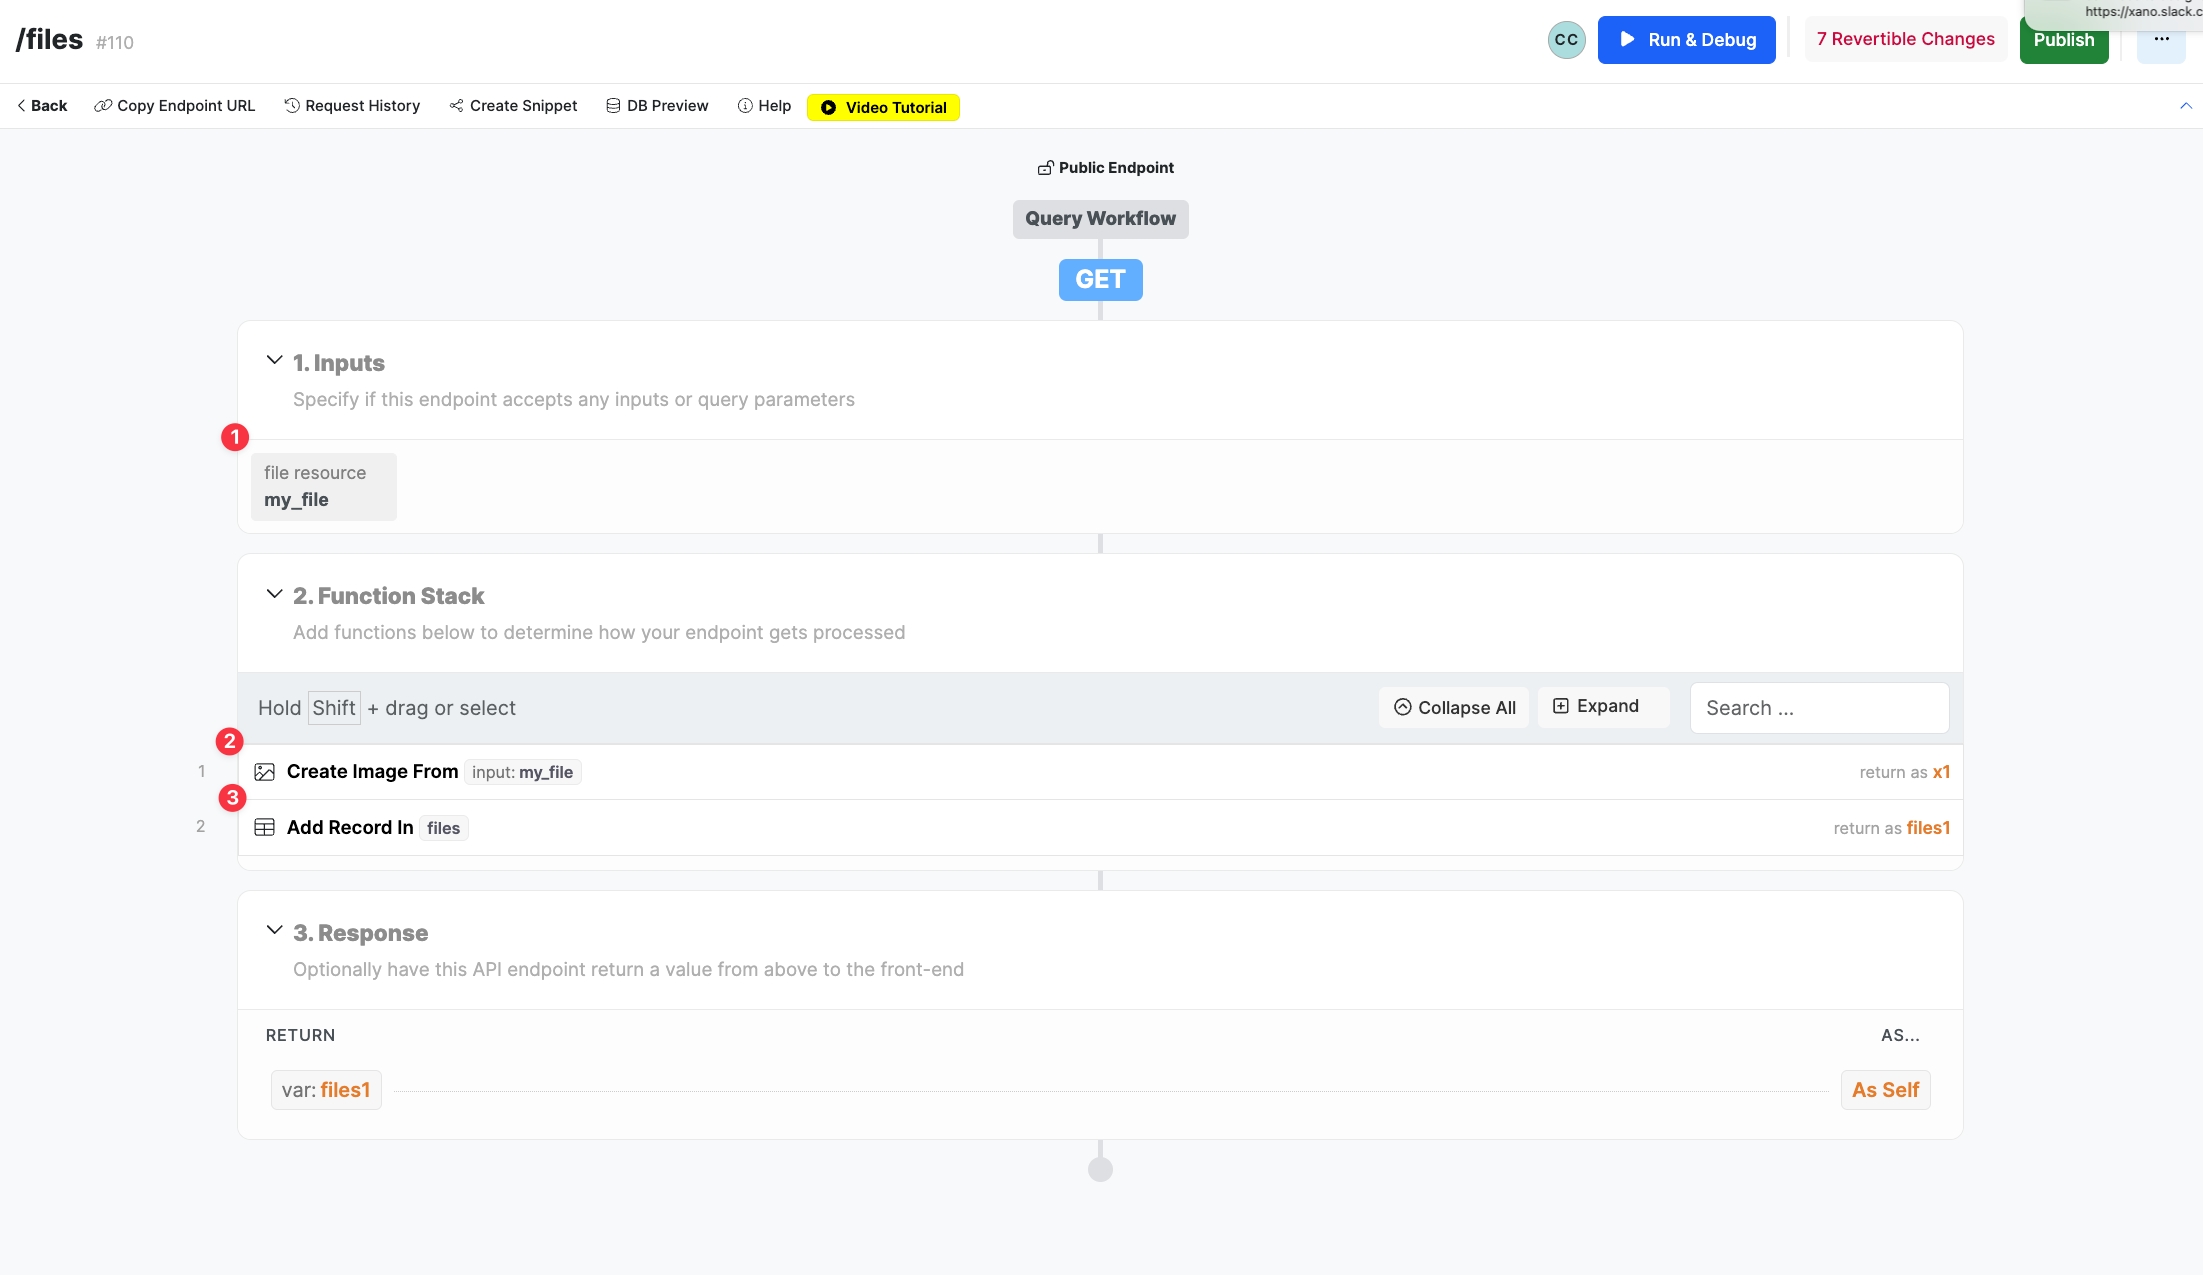 https://xano.slack.c
/files #110
CC
Run & Debug
7 Revertible Changes
Publish
...
Back
Copy Endpoint URL
Request History
Create Snippet
DB Preview
Help
Video Tutorial
Public Endpoint
Query Workflow
GET
1. Inputs
Specify if this endpoint accepts any inputs or query parameters
1
file resource
my_file
2. Function Stack
Add functions below to determine how your endpoint gets processed
Hold Shift + drag or select
Collapse All
Expand
Search ...
2
1 Create Image From input: my_file return as x1
3
2 Add Record In files return as files1
3. Response
Optionally have this API endpoint return a value from above to the front-end
RETURN AS...
var: files1 As Self